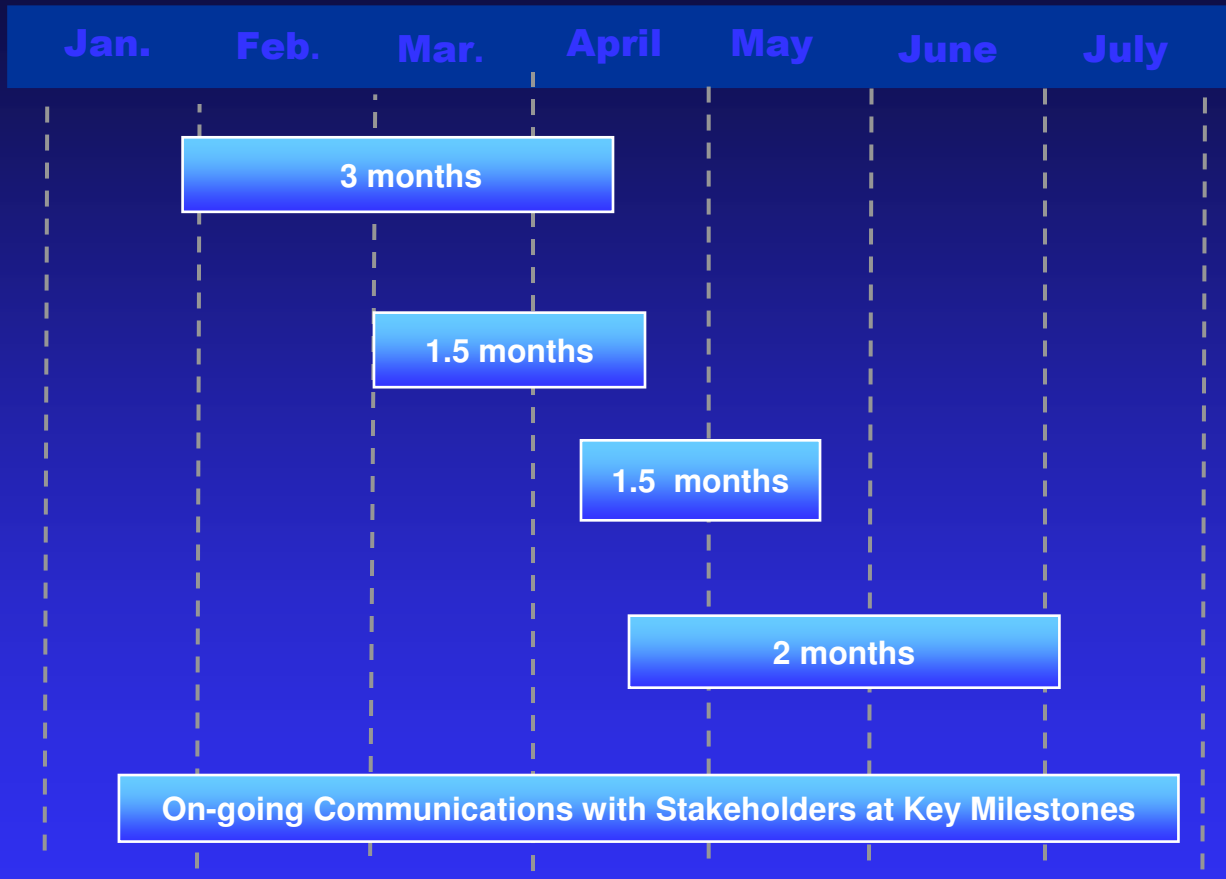 Jan. Feb. Mar. April May June July
3 months
1.5 months
1.5 months
2 months
On-going Communications with Stakeholders at Key Milestones